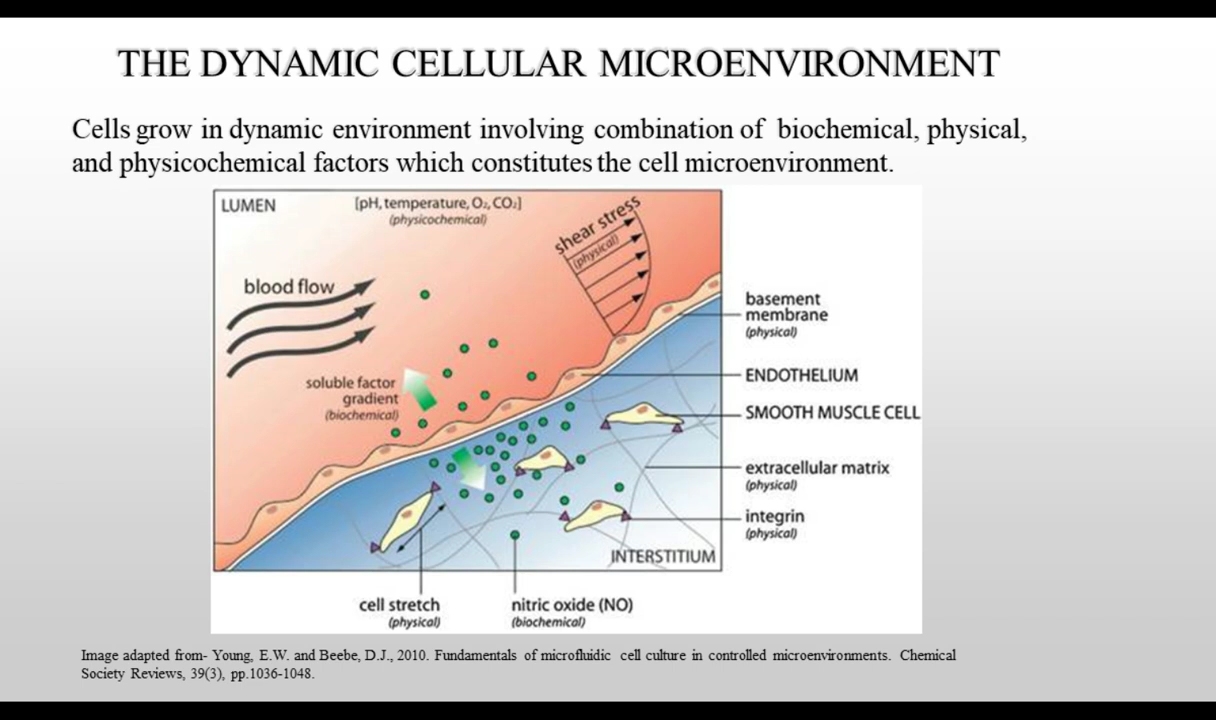 THE DYNAMIC CELLULAR MICROENVIRONMENT
Cells grow in dynamic environment involving combination of biochemical, physical,
and physicochemical factors which constitutes the cell microenvironment.
LUMEN
[pH, temperature, O₂, CO₂]
(physicochemical)
shear stress
(physical)
blood flow
basement
membrane
(physical)
soluble factor
gradient
(biochemical)
ENDOTHELIUM
SMOOTH MUSCLE CELL
extracellular matrix
(physical)
integrin
(physical)
INTERSTITIUM
cell stretch
(physical)
nitric oxide (NO)
(biochemical)
Image adapted from- Young, E.W. and Beebe, D.J., 2010. Fundamentals of microfluidic cell culture in controlled microenvironments. Chemical
Society Reviews, 39(3), pp.1036-1048.